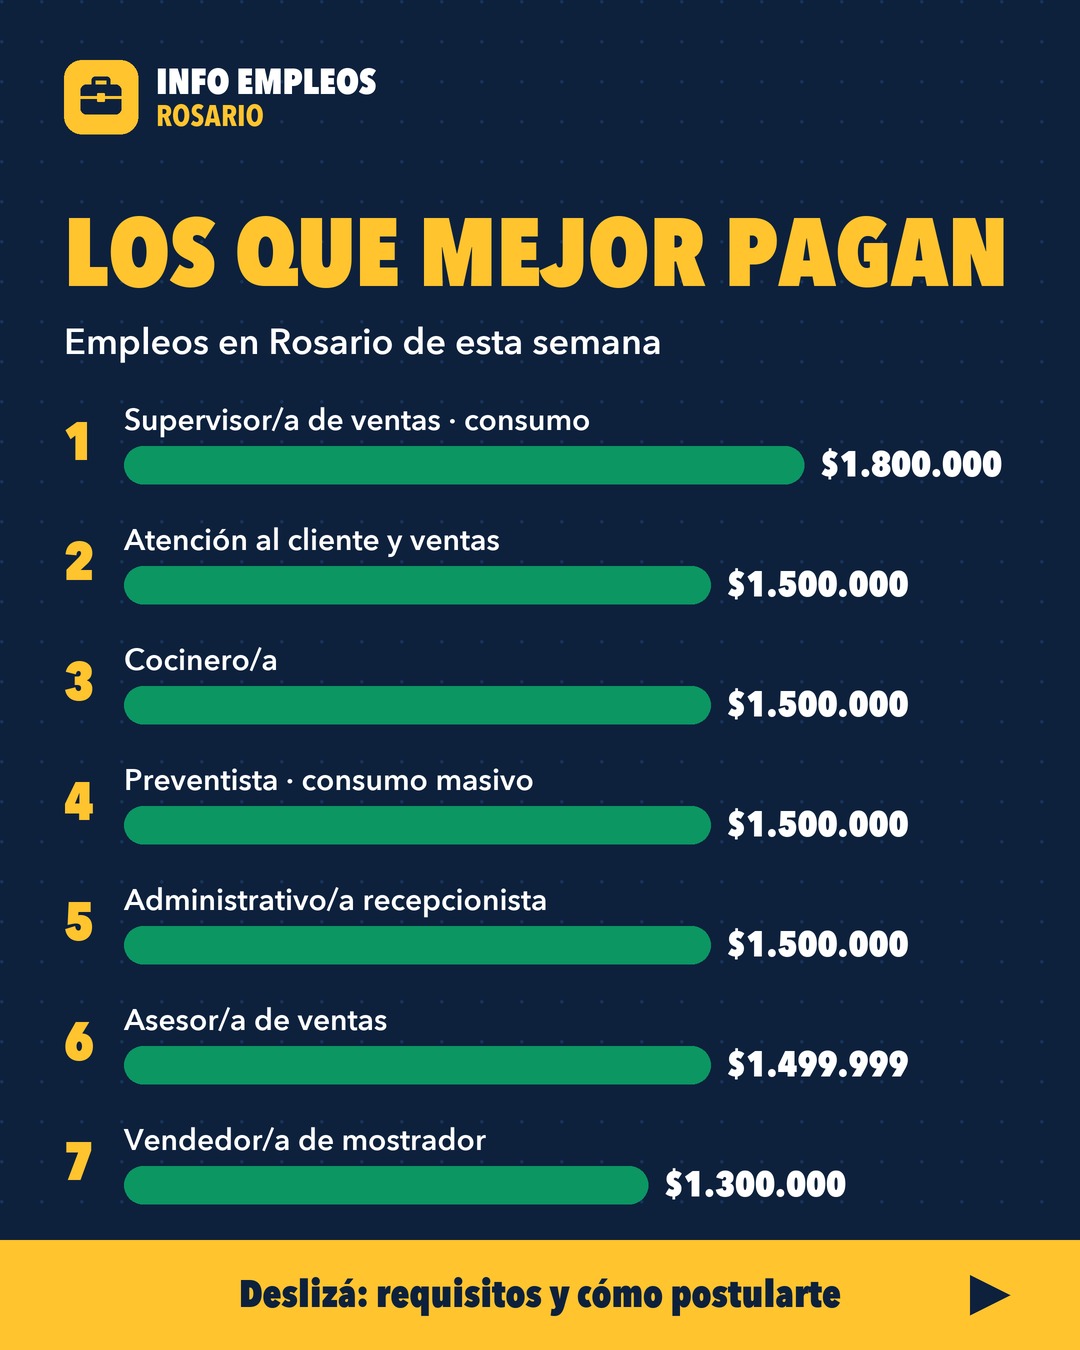 INFO EMPLEOS
ROSARIO
LOS QUE MEJOR PAGAN
Empleos en Rosario de esta semana
1
Supervisor/a de ventas · consumo
$1.800.000
2
Atención al cliente y ventas
$1.500.000
3
Cocinero/a
$1.500.000
4
Preventista · consumo masivo
$1.500.000
5
Administrativo/a recepcionista
$1.500.000
6
Asesor/a de ventas
$1.499.999
7
Vendedor/a de mostrador
$1.300.000
Deslizá: requisitos y cómo postularte